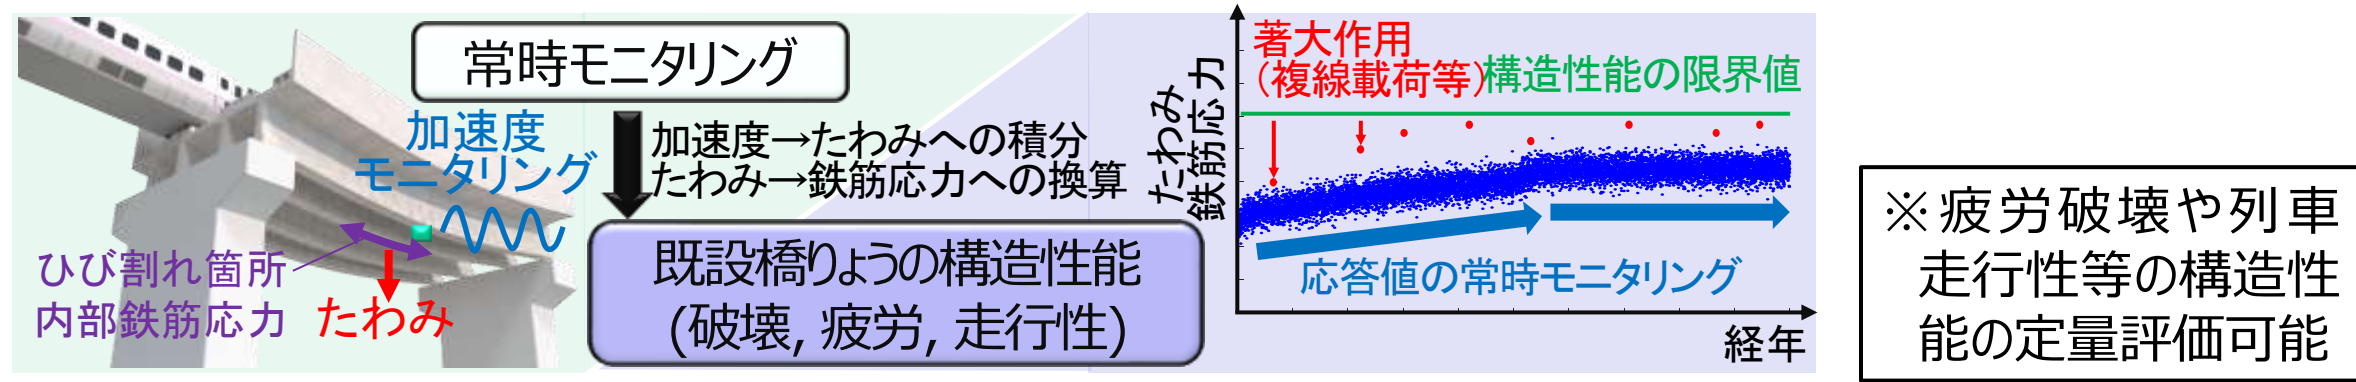 常時モニタリング
加速度
モニタリング
ひび割れ箇所
内部鉄筋応力
たわみ
加速度→たわみへの積分
たわみ→鉄筋応力への換算
既設橋りょうの構造性能
(破壊, 疲労, 走行性)
たわみ
鉄筋応力
著大作用
(複線載荷等)
構造性能の限界値
応答値の常時モニタリング
経年
※疲労破壊や列車
走行性等の構造性
能の定量評価可能